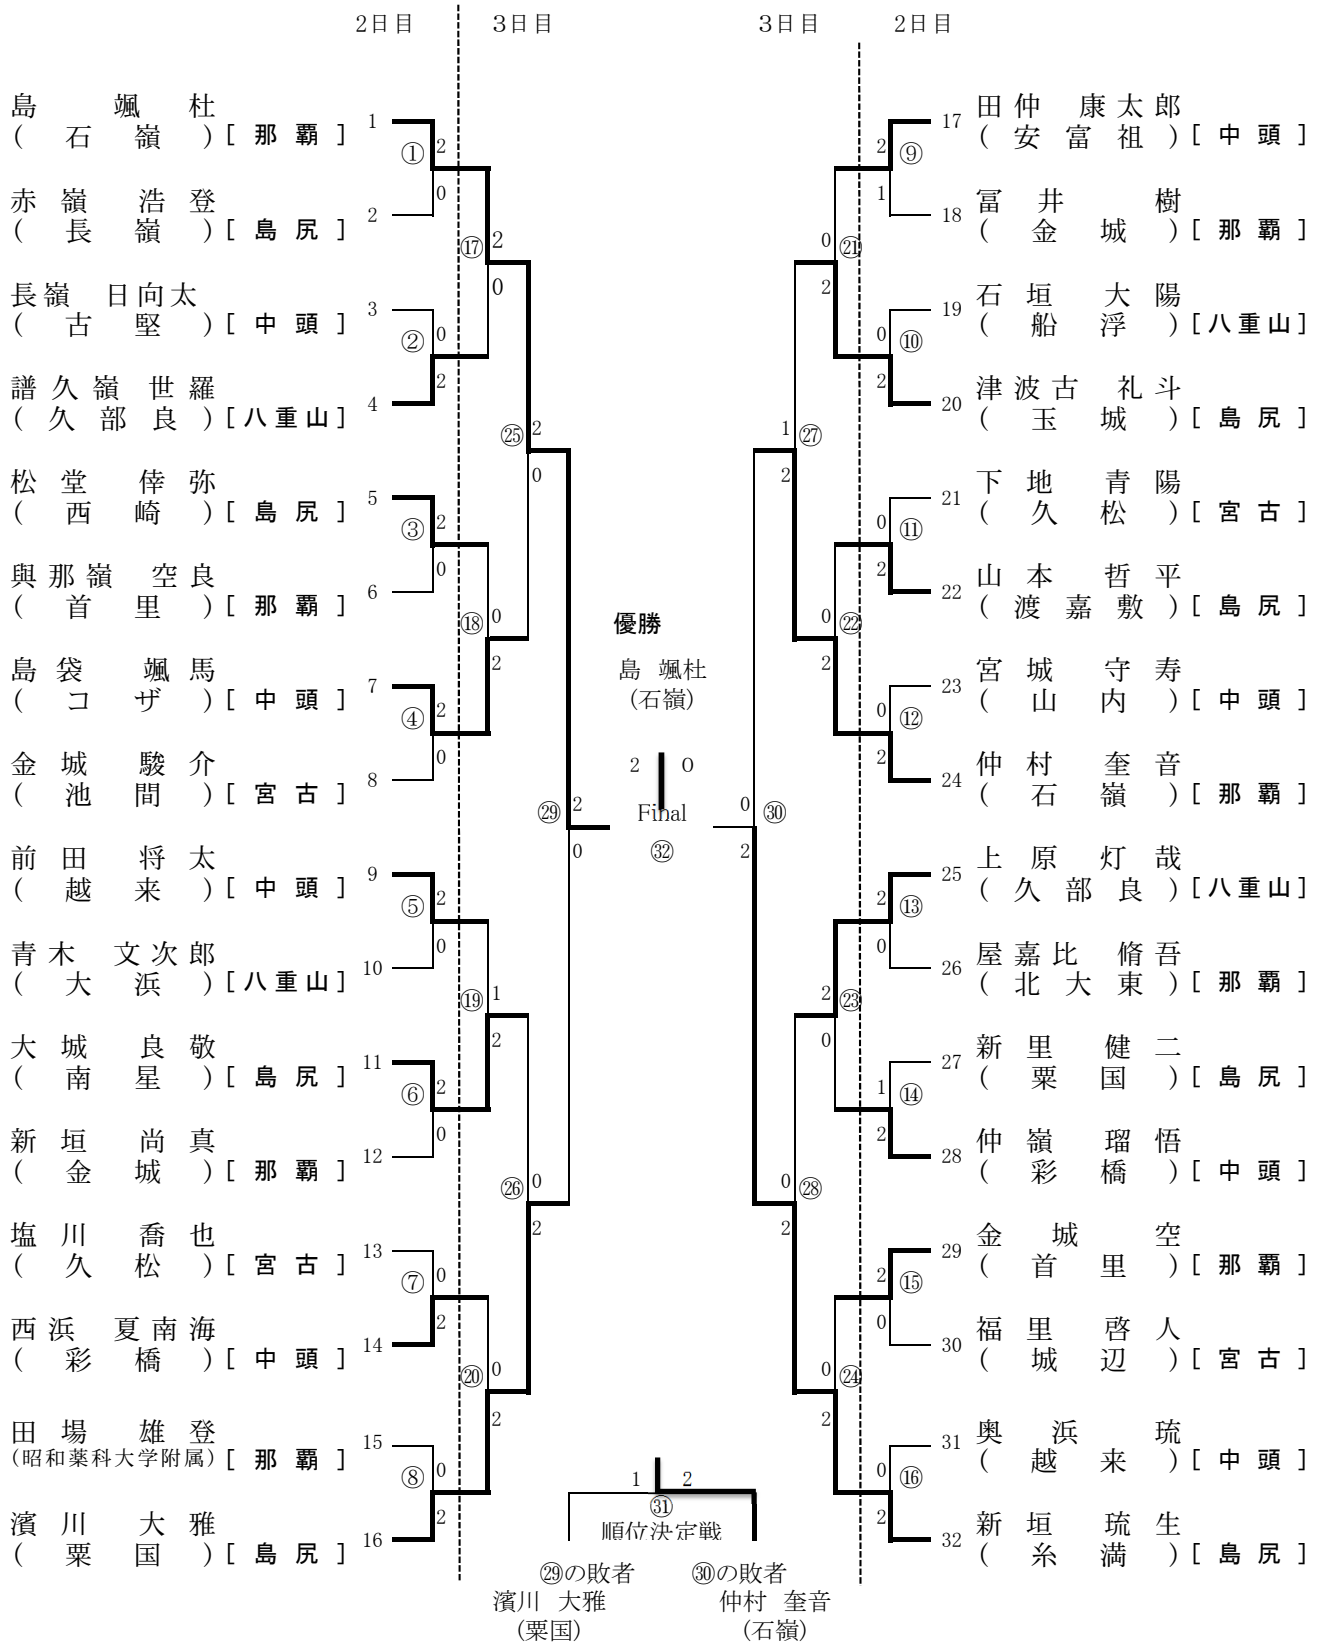 2日目 3日目 3日目 2日目
島 颯 杜
( 石 嶺 ) [ 那 覇 ] 1
① 2
0
赤 嶺 浩 登
( 長 嶺 ) [ 島 尻 ] 2
⑰ 2
0
長嶺 日向太
( 古 堅 ) [ 中 頭 ] 3
② 0
2
譜久嶺 世羅
( 久 部 良 ) [ 八重山 ] 4
㉕ 2
0
松 堂 倖 弥
( 西 崎 ) [ 島 尻 ] 5
③ 2
0
與那嶺 空良
( 首 里 ) [ 那 覇 ] 6
⑱ 0
2
島 袋 颯 馬
( コ ザ ) [ 中 頭 ] 7
④ 2
0
金 城 駿 介
( 池 間 ) [ 宮 古 ] 8
㉙ 2
0
前 田 将 太
( 越 来 ) [ 中 頭 ] 9
⑤ 2
0
青木 文次郎
( 大 浜 ) [ 八重山 ] 10
⑲ 1
2
大 城 良 敬
( 南 星 ) [ 島 尻 ] 11
⑥ 2
0
新 垣 尚 真
( 金 城 ) [ 那 覇 ] 12
㉖ 0
2
塩 川 喬 也
( 久 松 ) [ 宮 古 ] 13
⑦ 0
2
西浜 夏南海
( 彩 橋 ) [ 中 頭 ] 14
⑳ 0
2
田 場 雄 登
(昭和薬科大学附属) [ 那 覇 ] 15
⑧ 0
2
濱 川 大 雅
( 粟 国 ) [ 島 尻 ] 16
優勝
島 颯杜
(石嶺)
2 0
Final
㉜
1 2
㉛
順位決定戦
㉙の敗者 ㉚の敗者
濱川 大雅 仲村 奎音
(粟国) (石嶺)
17 田仲 康太郎
( 安 富 祖 ) [ 中 頭 ]
2 ⑨
1
18 冨 井 樹
( 金 城 ) [ 那 覇 ]
0 ㉑
2
19 石 垣 大 陽
( 船 浮 ) [ 八重山 ]
0 ⑩
2
20 津波古 礼斗
( 玉 城 ) [ 島 尻 ]
1 ㉗
2
21 下 地 青 陽
( 久 松 ) [ 宮 古 ]
0 ⑪
2
22 山 本 哲 平
( 渡 嘉 敷 ) [ 島 尻 ]
0 ㉒
2
23 宮 城 守 寿
( 山 内 ) [ 中 頭 ]
0 ⑫
2
24 仲 村 奎 音
( 石 嶺 ) [ 那 覇 ]
0 ㉚
2
25 上 原 灯 哉
( 久 部 良 ) [ 八重山 ]
2 ⑬
0
26 屋嘉比 脩吾
( 北 大 東 ) [ 那 覇 ]
2 ㉓
0
27 新 里 健 二
( 粟 国 ) [ 島 尻 ]
1 ⑭
2
28 仲 嶺 瑠 悟
( 彩 橋 ) [ 中 頭 ]
0 ㉘
2
29 金 城 空
( 首 里 ) [ 那 覇 ]
2 ⑮
0
30 福 里 啓 人
( 城 辺 ) [ 宮 古 ]
0 ㉔
2
31 奥 浜 琉
( 越 来 ) [ 中 頭 ]
0 ⑯
2
32 新 垣 琉 生
( 糸 満 ) [ 島 尻 ]